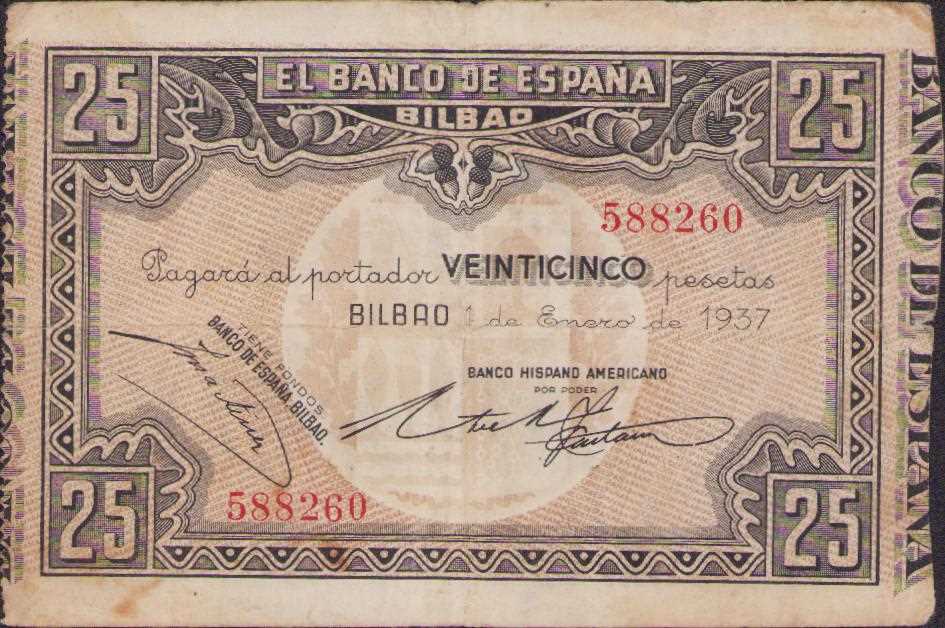 25 EL BANCO DE ESPAÑA 25
BILBAO
588260
Pagará al portador VEINTICINCO pesetas
BILBAO 1 de Enero de 1937
TIENE FONDOS
BANCO DE ESPAÑA. BILBAO.
BANCO HISPANO AMERICANO
POR PODER
588260
25 25
BANCO DE ESPAÑA